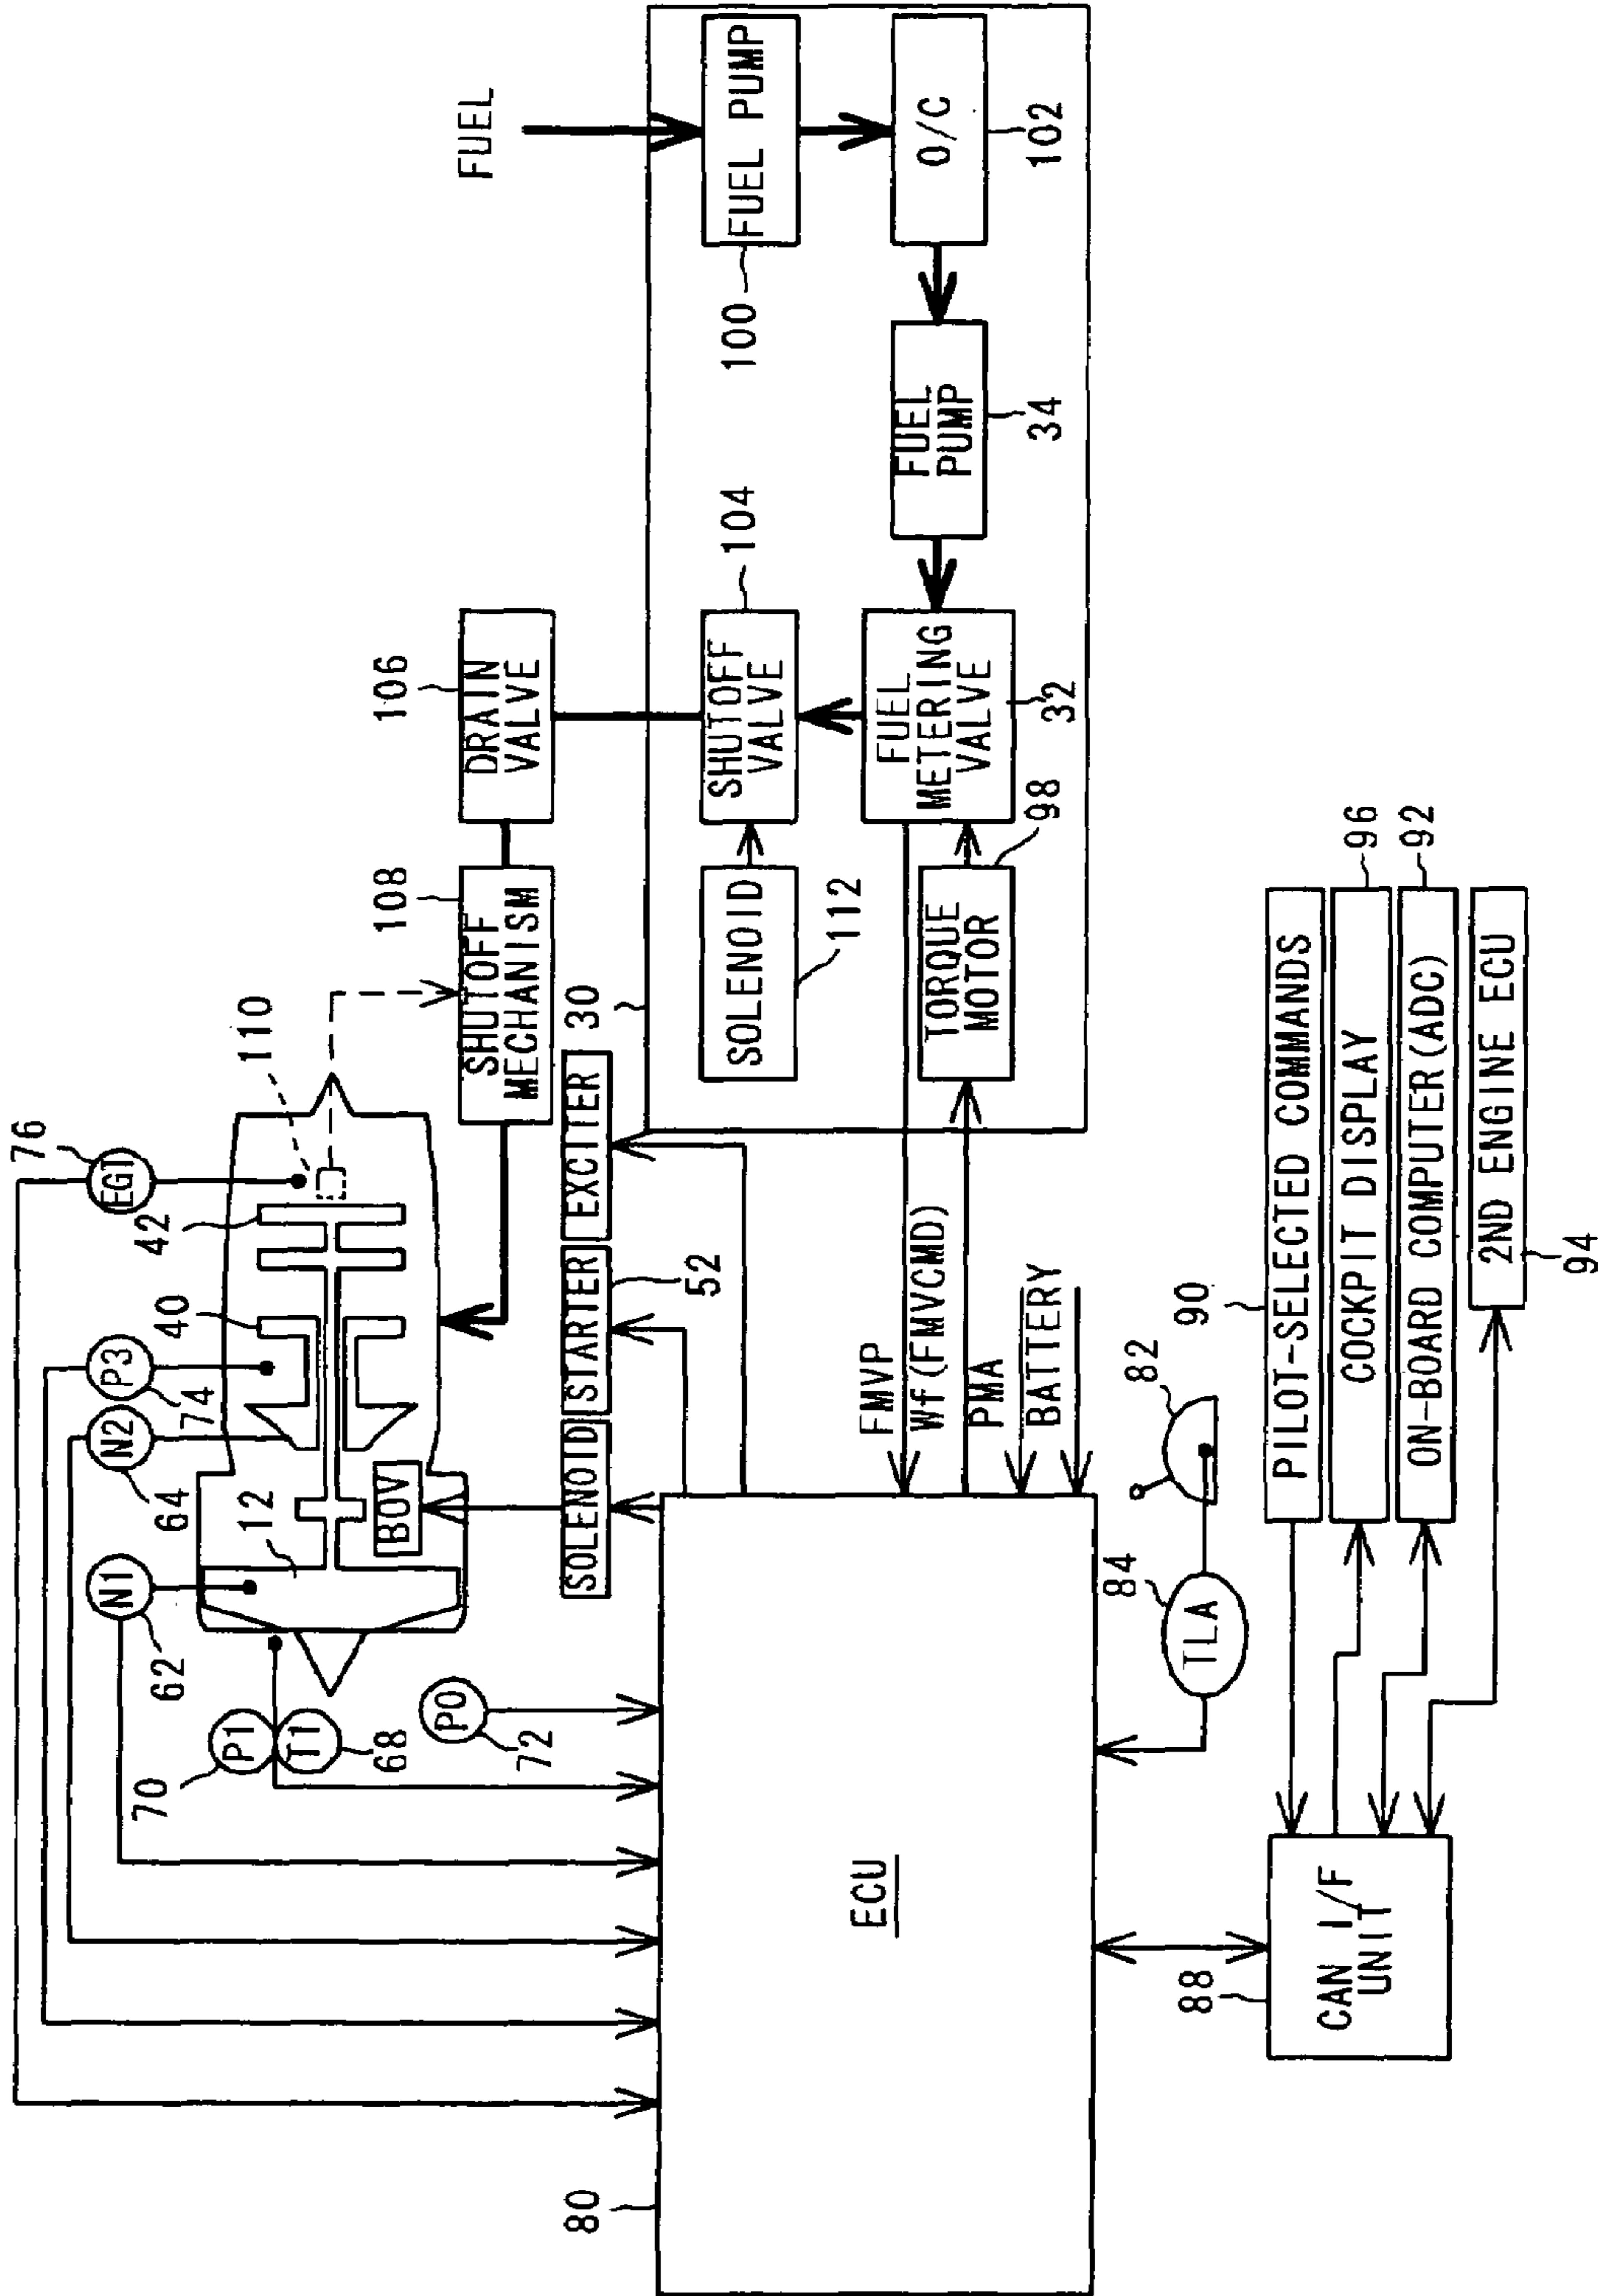 76
EGT
42
40
P3
74
N2
64
12
N1
62
70
P1
T1
68
P0
72
110
BOV
108
SHUTOFF
MECHANISM
106
DRAIN
VALVE
FUEL
SOLENOID
STARTER
EXCITER
52
30
80
ECU
FMVP
Wf(FMVCMD)
PMA
BATTERY
SOLENOID
112
SHUTOFF
VALVE
104
FUEL PUMP
100
TORQUE
MOTOR
98
FUEL
METERING
VALVE
32
FUEL
PUMP
34
O/C
102
84
TLA
82
88
CAN I/F
UNIT
90
PILOT-SELECTED COMMANDS
COCKPIT DISPLAY
96
ON-BOARD COMPUTER(ADC)
92
2ND ENGINE ECU
94